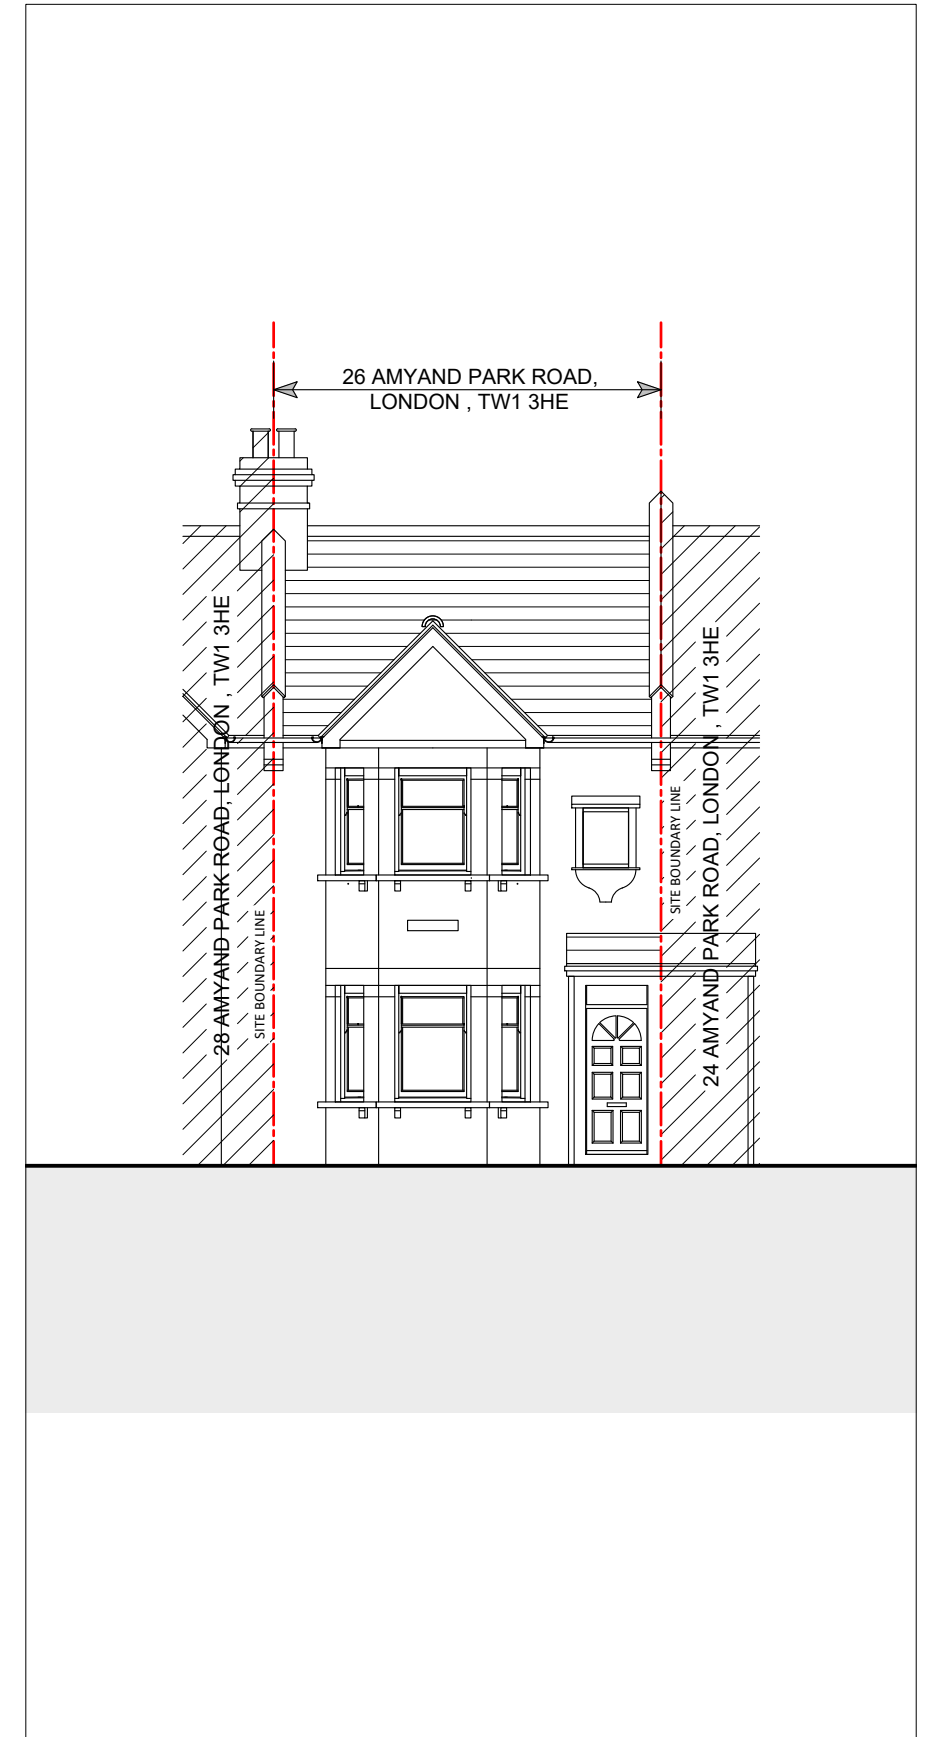 26 AMYAND PARK ROAD,
LONDON , TW1 3HE
28 AMYAND PARK ROAD, LONDON , TW1 3HE
SITE BOUNDARY LINE
SITE BOUNDARY LINE
24 AMYAND PARK ROAD, LONDON , TW1 3HE